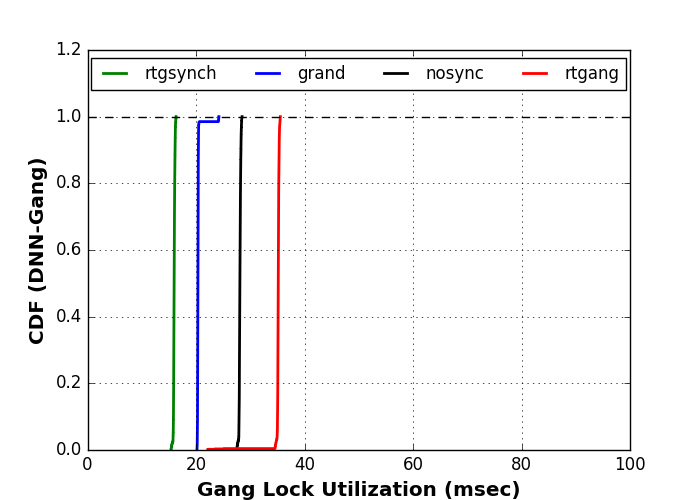 1.2
rtgsynch grand nosync rtgang
1.0
0.8
0.6
0.4
0.2
0.0
CDF (DNN-Gang)
0 20 40 60 80 100
Gang Lock Utilization (msec)